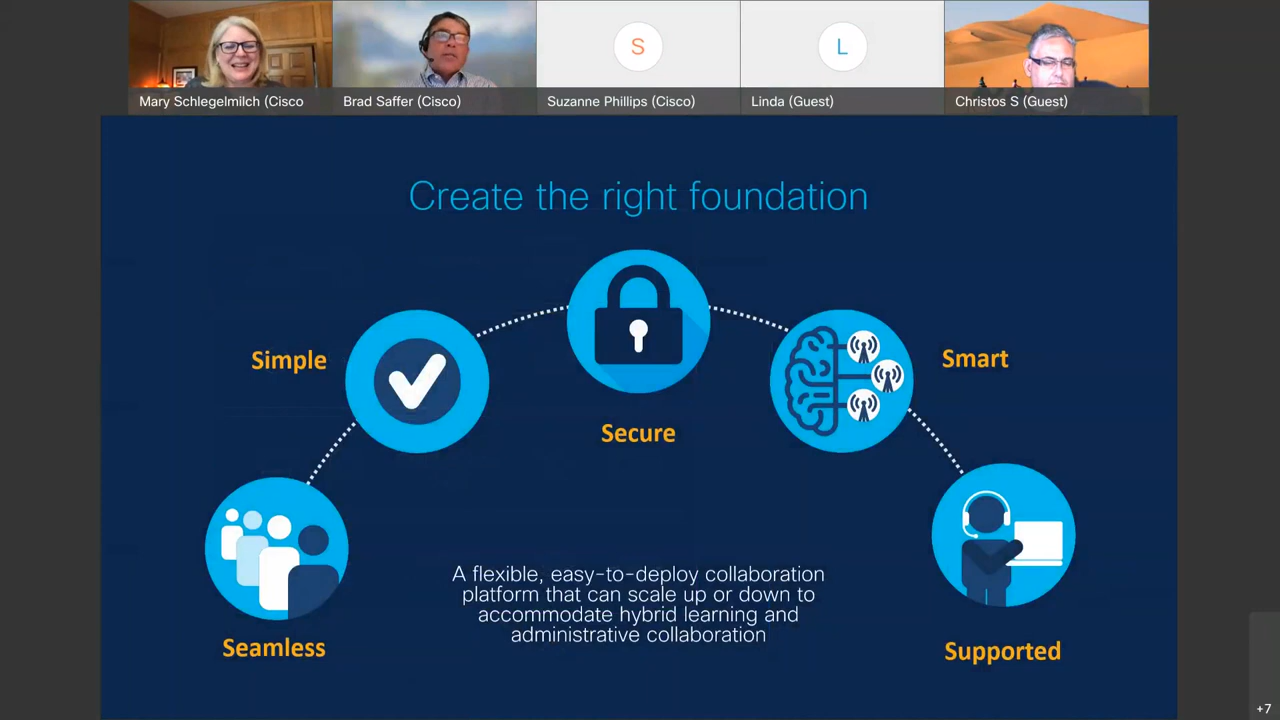 S
L
Mary Schlegelmilch (Cisco
Brad Saffer (Cisco)
Suzanne Phillips (Cisco)
Linda (Guest)
Christos S (Guest)
Create the right foundation
Simple
Secure
Smart
Seamless
A flexible, easy-to-deploy collaboration
platform that can scale up or down to
accommodate hybrid learning and
administrative collaboration
Supported
+7